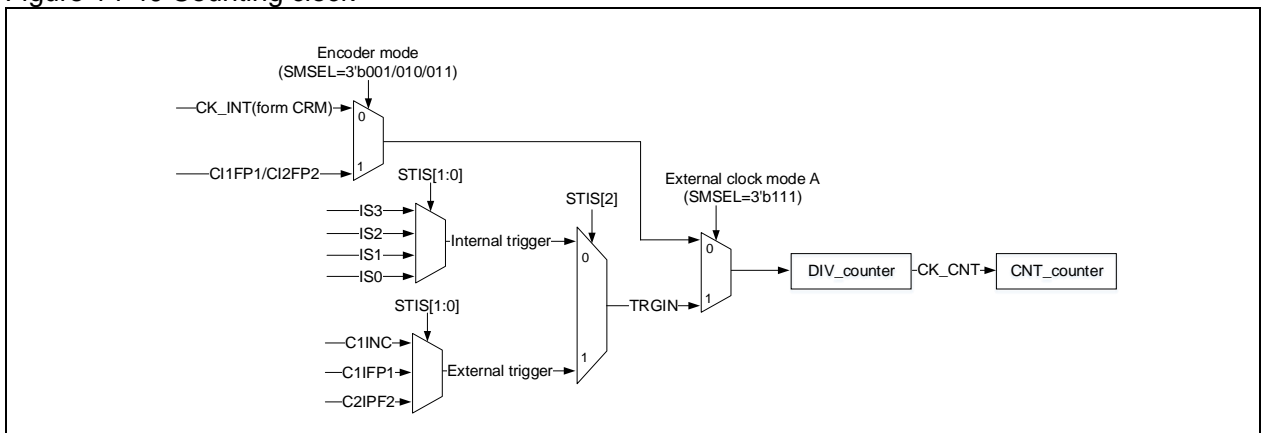 Figure Counting clock
Encoder mode
(SMSEL=3'b001/010/011)
CK_INT(form CRM)
0
CI1FP1/CI2FP2
1
STIS[1:0]
IS3
IS2
IS1
IS0
Internal trigger
STIS[1:0]
C1INC
C1IFP1
C2IPF2
External trigger
STIS[2]
0
1
TRGIN
External clock mode A
(SMSEL=3'b111)
0
1
DIV_counter
CK_CNT
CNT_counter